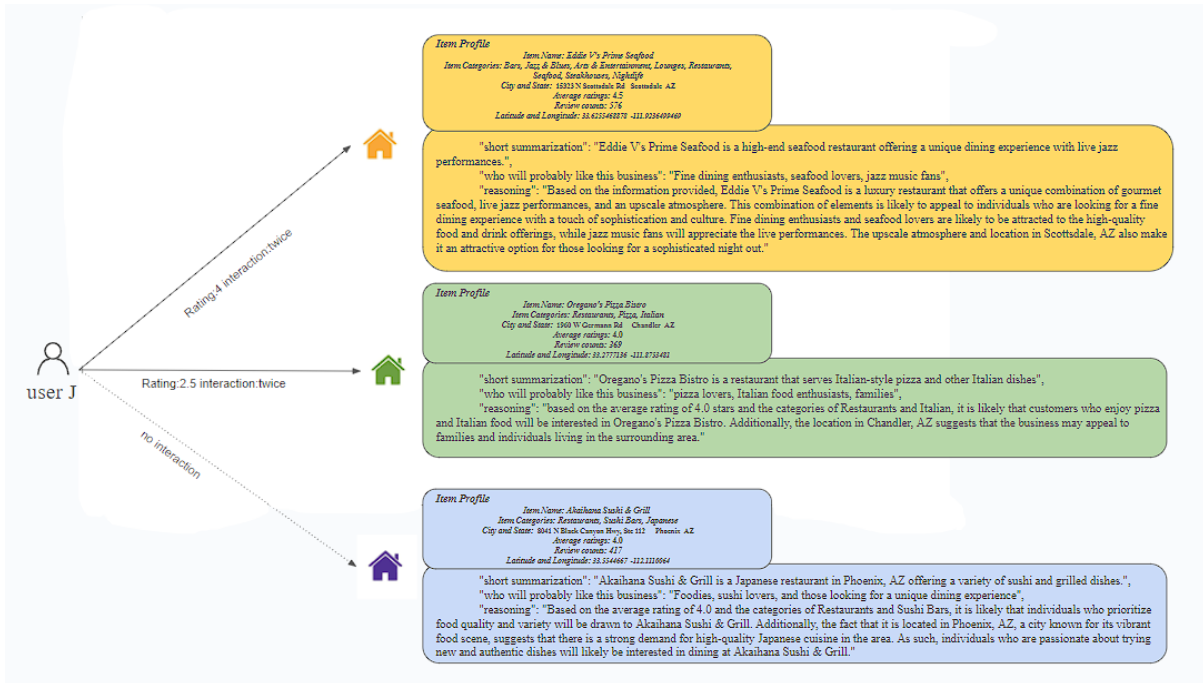 Item Profile
Item Name: Eddie V's Prime Seafood
Item Categories: Bars, Jazz & Blues, Arts & Entertainment, Lounges, Restaurants,
Seafood, Steakhouses, Nightlife
City and State: 15323 N Scottsdale Rd Scottsdale AZ
Average ratings: 4.5
Review counts: 576
Latitude and Longitude: 33.6255468878 -111.9236498460
"short summarization": "Eddie V's Prime Seafood is a high-end seafood restaurant offering a unique dining experience with live jazz
performances.",
"who will probably like this business": "Fine dining enthusiasts, seafood lovers, jazz music fans",
"reasoning": "Based on the information provided, Eddie V's Prime Seafood is a luxury restaurant that offers a unique combination of gourmet
seafood, live jazz performances, and an upscale atmosphere. This combination of elements is likely to appeal to individuals who are looking for a fine
dining experience with a touch of sophistication and culture. Fine dining enthusiasts and seafood lovers are likely to be attracted to the high-quality
food and drink offerings, while jazz music fans will appreciate the live performances. The upscale atmosphere and location in Scottsdale, AZ also make
it an attractive option for those looking for a sophisticated night out."
Rating:4 interaction:twice
Item Profile
Item Name: Oregano's Pizza Bistro
Item Categories: Restaurants, Pizza, Italian
City and State: 1960 W Germann Rd Chandler AZ
Average ratings: 4.0
Review counts: 369
Latitude and Longitude: 33.2777136 -111.8753481
user J
Rating:2.5 interaction:twice
"short summarization": "Oregano's Pizza Bistro is a restaurant that serves Italian-style pizza and other Italian dishes",
"who will probably like this business": "pizza lovers, Italian food enthusiasts, families",
"reasoning": "based on the average rating of 4.0 stars and the categories of Restaurants and Italian, it is likely that customers who enjoy pizza
and Italian food will be interested in Oregano's Pizza Bistro. Additionally, the location in Chandler, AZ suggests that the business may appeal to
families and individuals living in the surrounding area."
no interaction
Item Profile
Item Name: Akaihana Sushi & Grill
Item Categories: Restaurants, Sushi Bars, Japanese
City and State: 8041 N Black Canyon Hwy, Ste 112 Phoenix AZ
Average ratings: 4.0
Review counts: 417
Latitude and Longitude: 33.5544667
"short summarization": "Akaihana Sushi & Grill is a Japanese restaurant in Phoenix, AZ offering a variety of sushi and grilled dishes.",
"who will probably like this business": "Foodies, sushi lovers, and those looking for a unique dining experience",
"reasoning": "Based on the average rating of 4.0 and the categories of Restaurants and Sushi Bars, it is likely that individuals who prioritize
food quality and variety will be drawn to Akaihana Sushi & Grill. Additionally, the fact that it is located in Phoenix, AZ, a city known for its vibrant
food scene, suggests that there is a strong demand for high-quality Japanese cuisine in the area. As such, individuals who are passionate about trying
new and authentic dishes will likely be interested in dining at Akaihana Sushi & Grill."